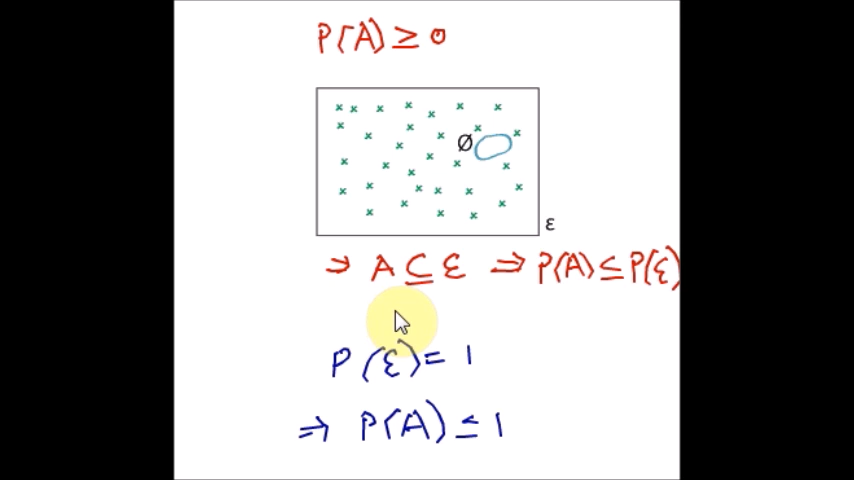 P(A) ≥ 0
Ø
ε
⇒ A ⊆ ε ⇒ P(A) ≤ P(ε)
P(ε) = 1
⇒ P(A) ≤ 1